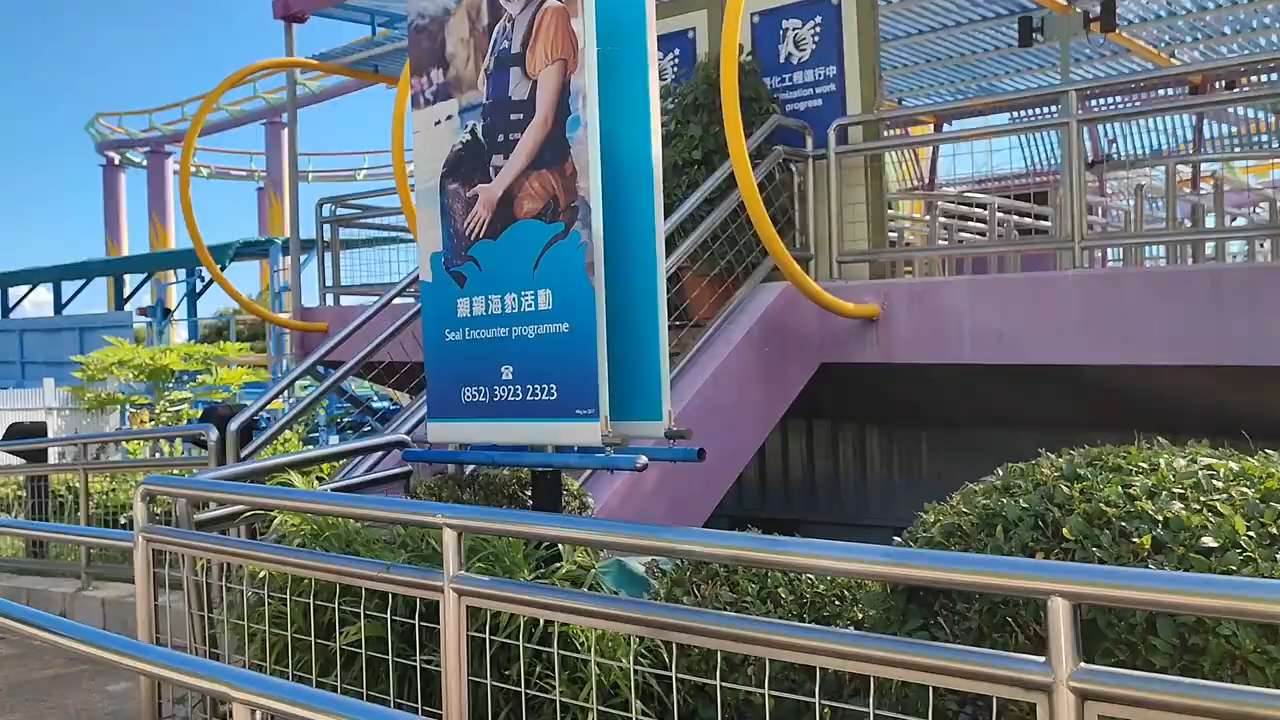 親親海豹活動
Seal Encounter programme
☎
(852) 3923 2323
化工程進行中
mization work
progress